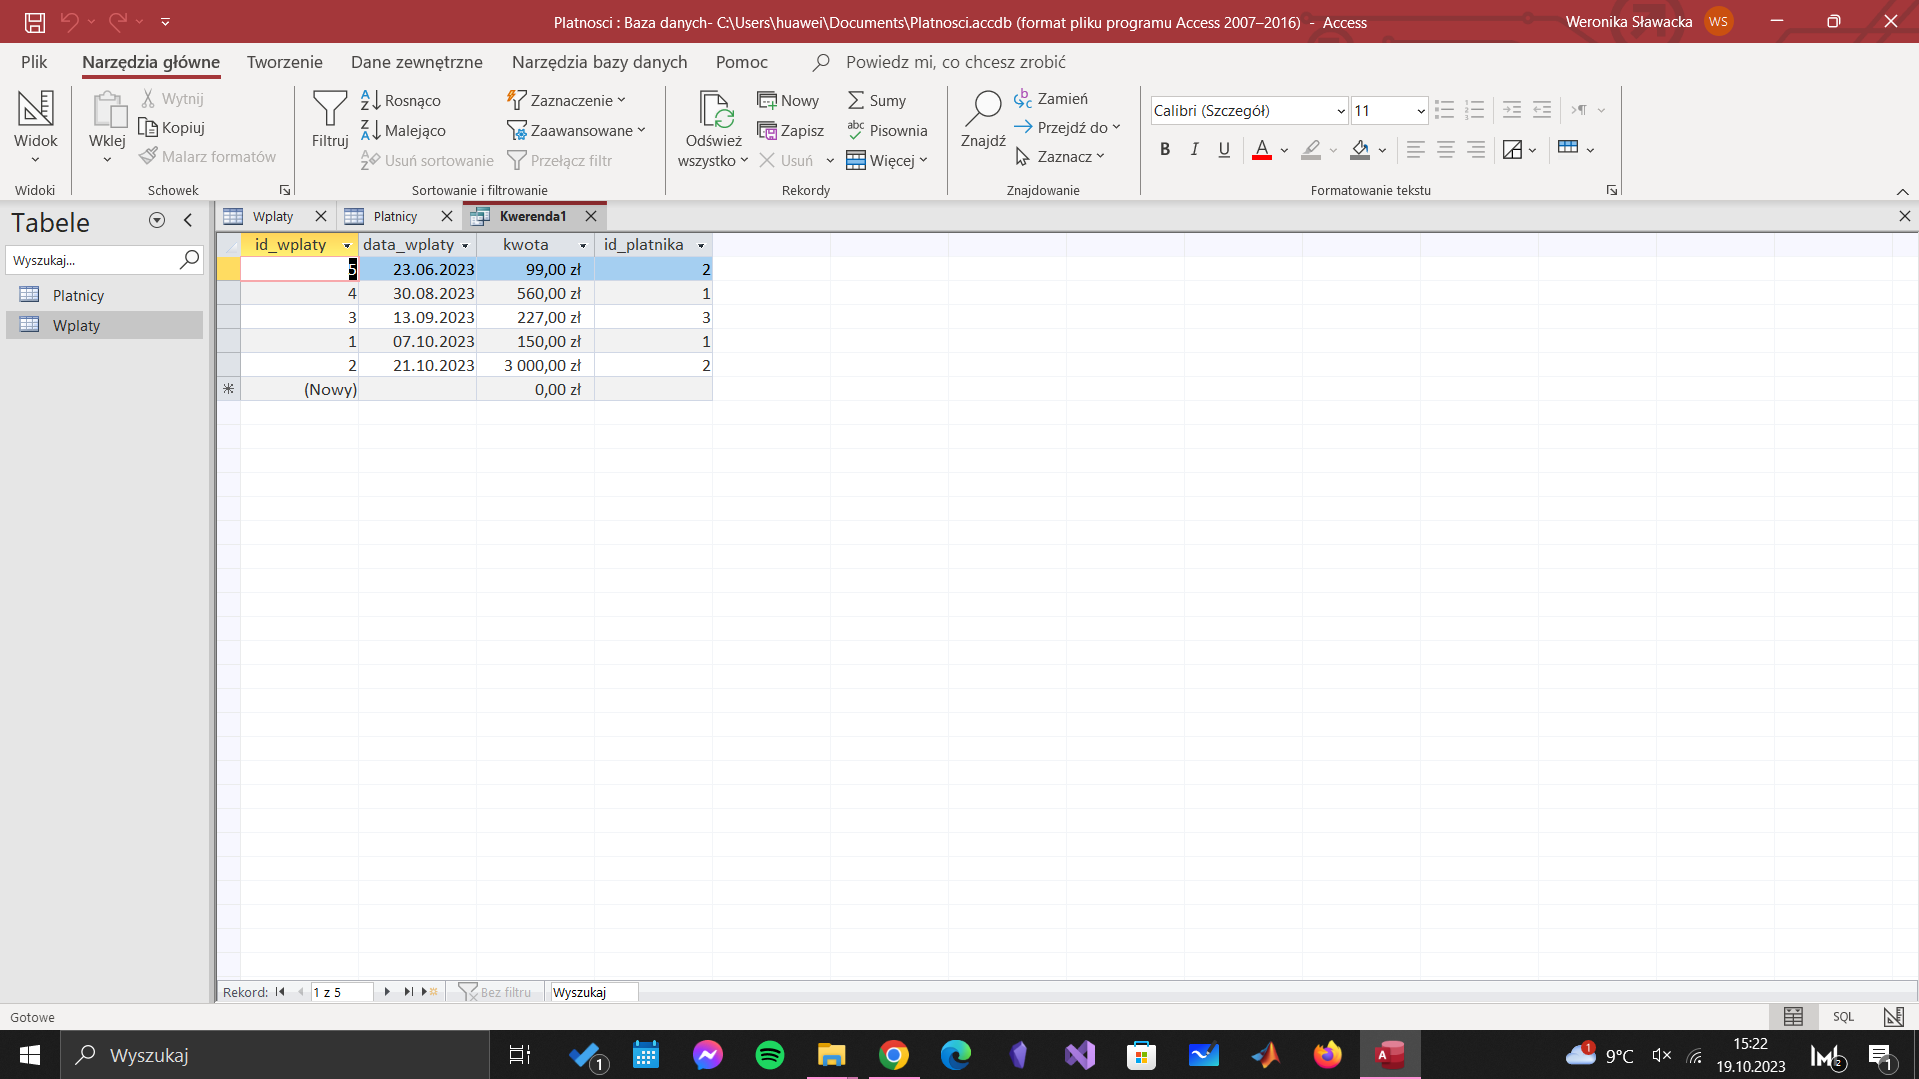 Platnosci : Baza danych- C:\Users\huawei\Documents\Platnosci.accdb (format pliku programu Access 2007–2016) - Access
Weronika Sławacka WS
Plik Narzędzia główne Tworzenie Dane zewnętrzne Narzędzia bazy danych Pomoc Powiedz mi, co chcesz zrobić
Widok
Widoki
Wklej
Wytnij
Kopiuj
Malarz formatów
Schowek
Filtruj
Rosnąco
Malejąco
Usuń sortowanie
Zaznaczenie
Zaawansowane
Przełącz filtr
Sortowanie i filtrowanie
Odśwież
wszystko
Nowy
Zapisz
Usuń
Sumy
Pisownia
Więcej
Rekordy
Znajdź
Zamień
Przejdź do
Zaznacz
Znajdowanie
Calibri (Szczegół) 11
B I U A
Formatowanie tekstu
Tabele
Wyszukaj...
Platnicy
Wplaty
Wplaty Platnicy Kwerenda1
id_wplaty data_wplaty kwota id_platnika
5 23.06.2023 99,00 zł 2
4 30.08.2023 560,00 zł 1
3 13.09.2023 227,00 zł 3
1 07.10.2023 150,00 zł 1
2 21.10.2023 3 000,00 zł 2
(Nowy) 0,00 zł
Rekord: 1 z 5 Bez filtru Wyszukaj
Gotowe
SQL
Wyszukaj
1
A
1
9°C
15:22
19.10.2023
2
1